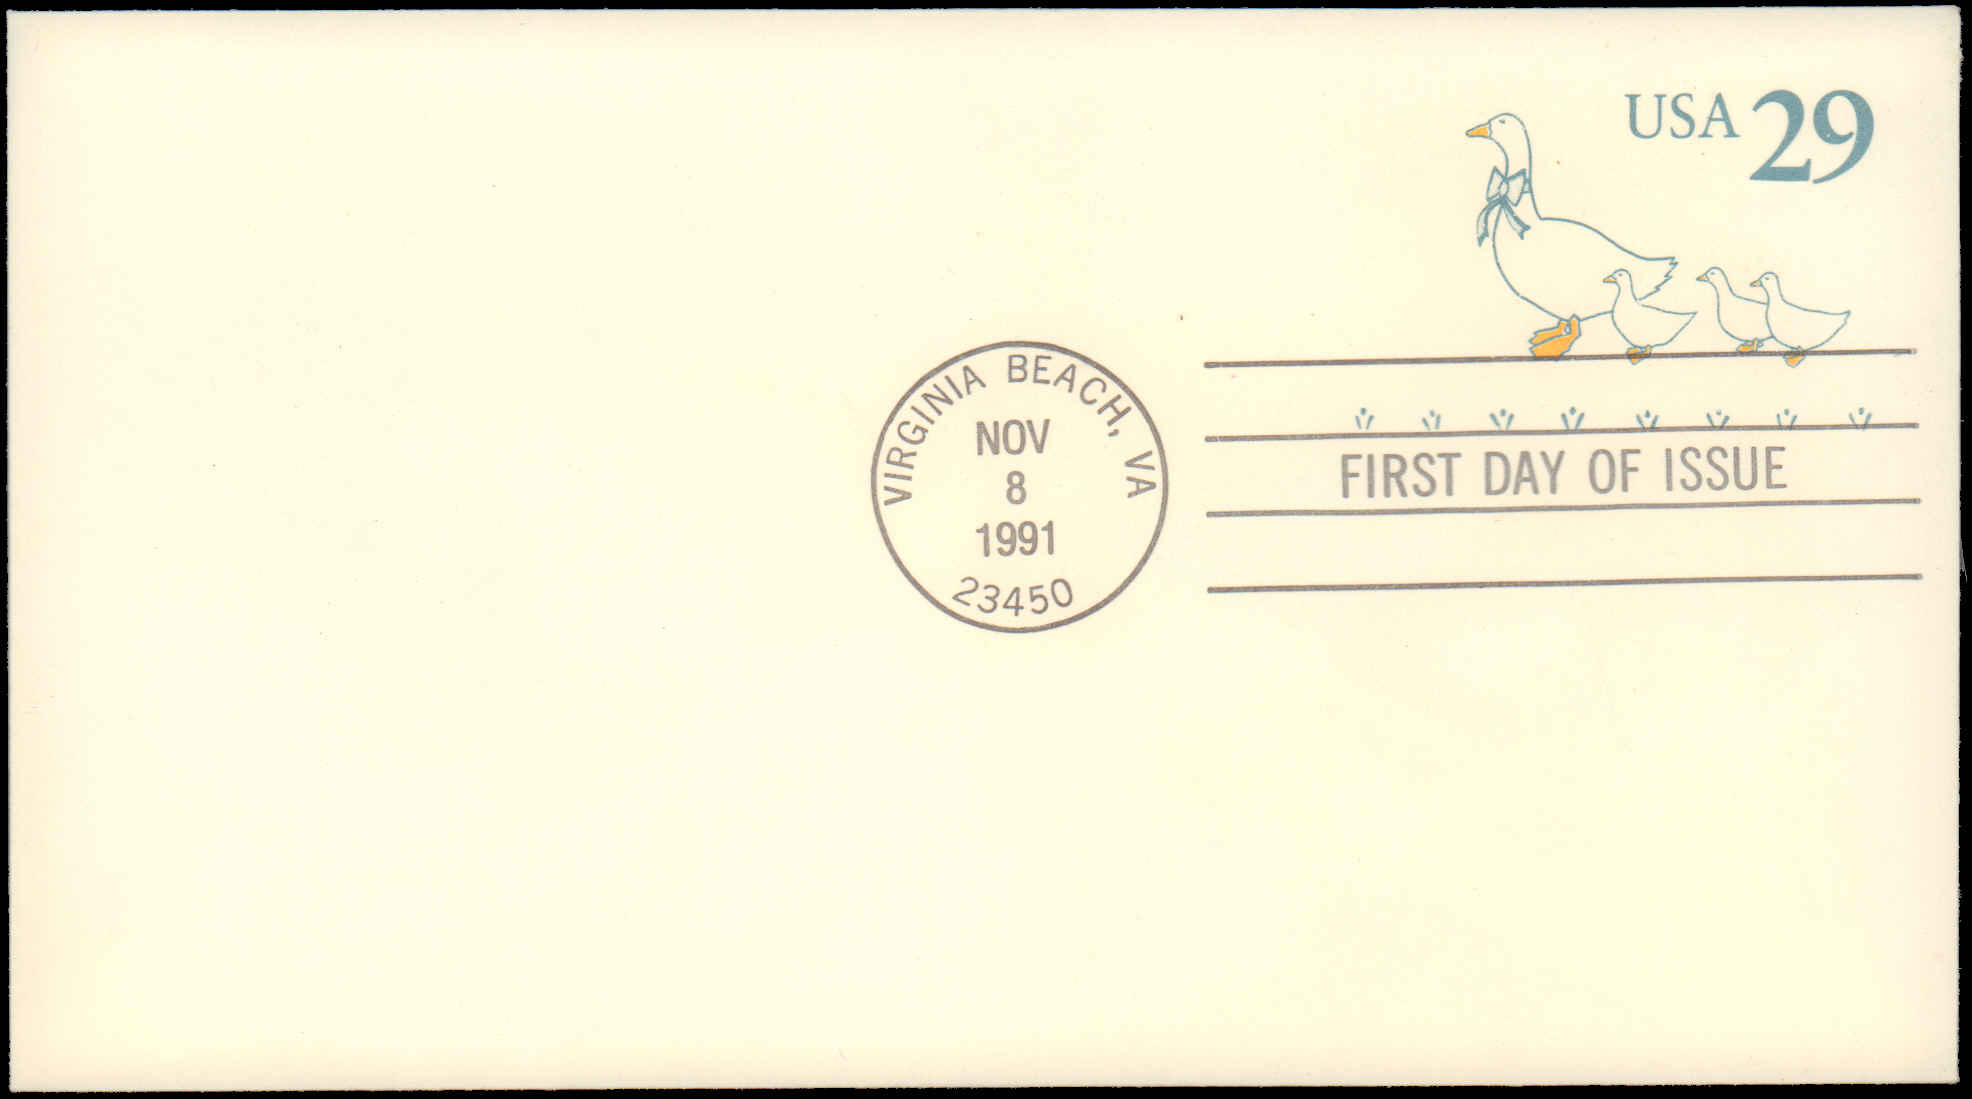 USA 29
VIRGINIA BEACH, VA
NOV
8
1991
23450
FIRST DAY OF ISSUE